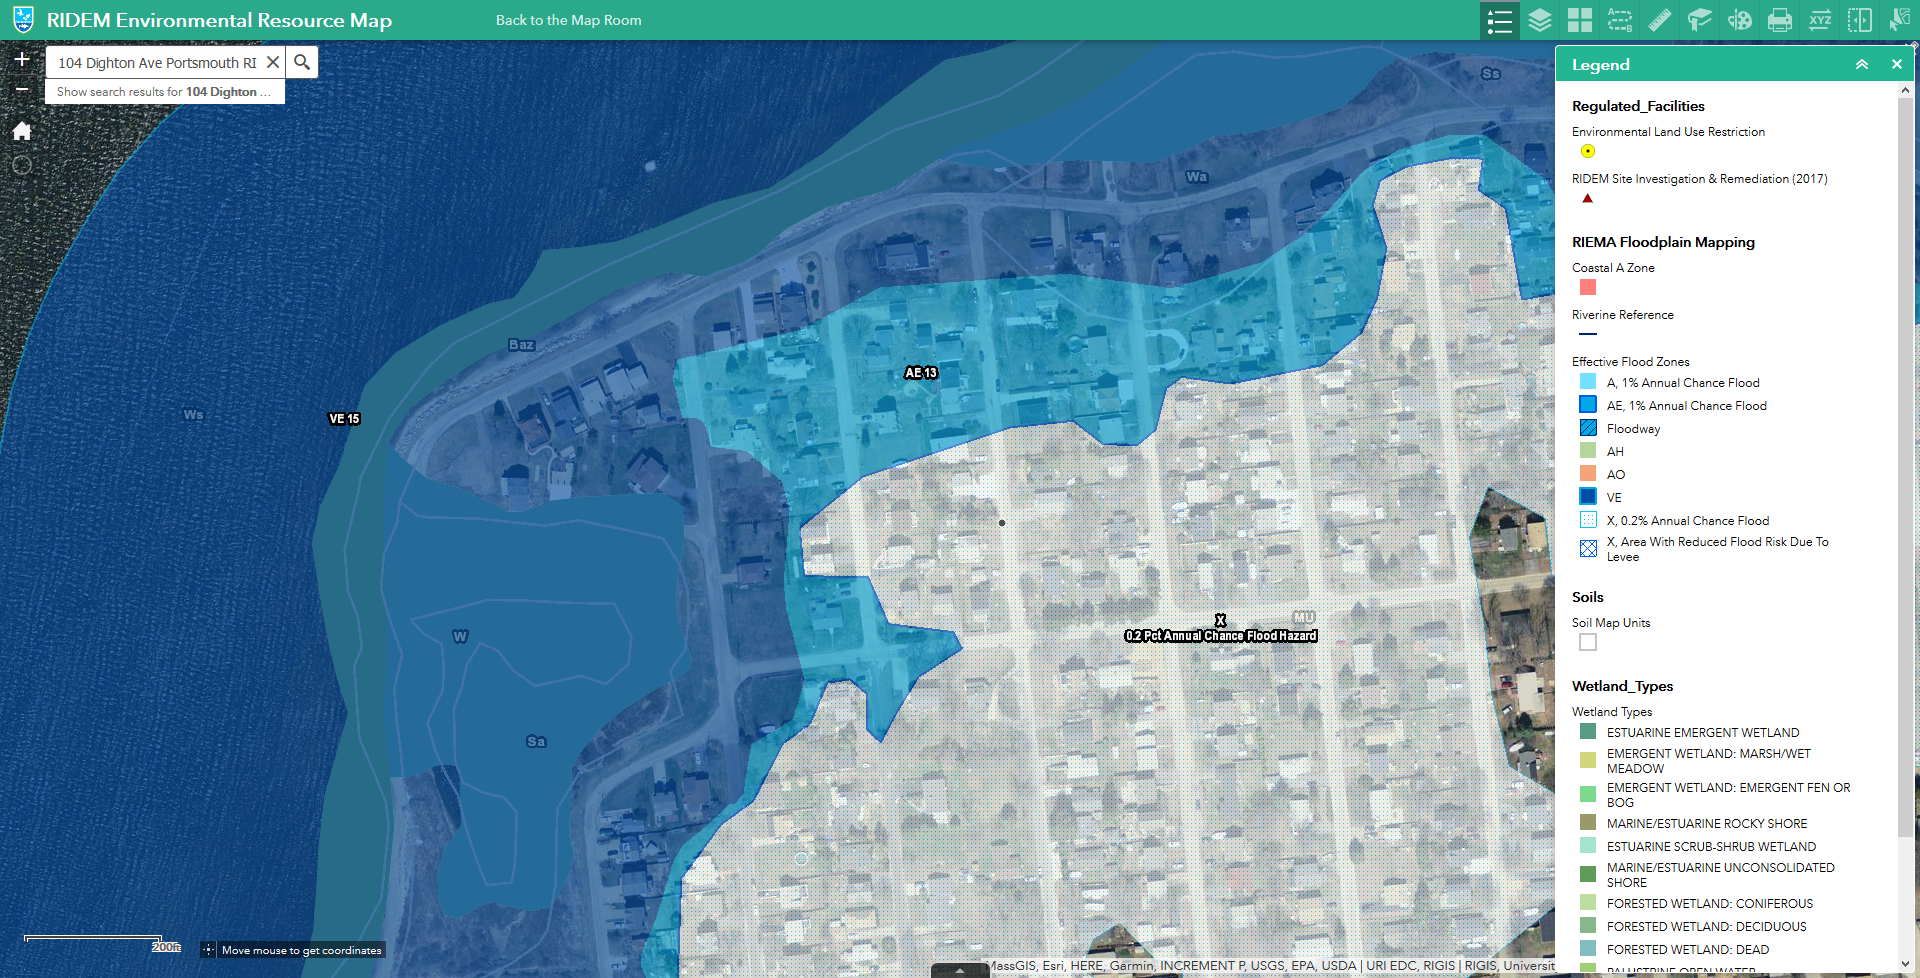 RIDEM Environmental Resource Map
Back to the Map Room
104 Dighton Ave Portsmouth RI
Show search results for 104 Dighton ...
Legend
Regulated_Facilities
Environmental Land Use Restriction
RIDEM Site Investigation & Remediation (2017)
RIEMA Floodplain Mapping
Coastal A Zone
Riverine Reference
Effective Flood Zones
A, 1% Annual Chance Flood
AE, 1% Annual Chance Flood
Floodway
AH
AO
VE
X, 0.2% Annual Chance Flood
X, Area With Reduced Flood Risk Due To
Levee
Soils
Soil Map Units
Wetland_Types
Wetland Types
ESTUARINE EMERGENT WETLAND
EMERGENT WETLAND: MARSH/WET
MEADOW
EMERGENT WETLAND: EMERGENT FEN OR
BOG
MARINE/ESTUARINE ROCKY SHORE
ESTUARINE SCRUB-SHRUB WETLAND
MARINE/ESTUARINE UNCONSOLIDATED
SHORE
FORESTED WETLAND: CONIFEROUS
FORESTED WETLAND: DECIDUOUS
FORESTED WETLAND: DEAD
PALUSTRINE OPEN WATER
Ss
Wa
Baz
AE 13
Ws
VE 15
X
MU
0.2 Pct Annual Chance Flood Hazard
W
Sa
200ft
Move mouse to get coordinates
MassGIS, Esri, HERE, Garmin, INCREMENT P, USGS, EPA, USDA | URI EDC, RIGIS | RIGIS, Universit
XYZ
A
B